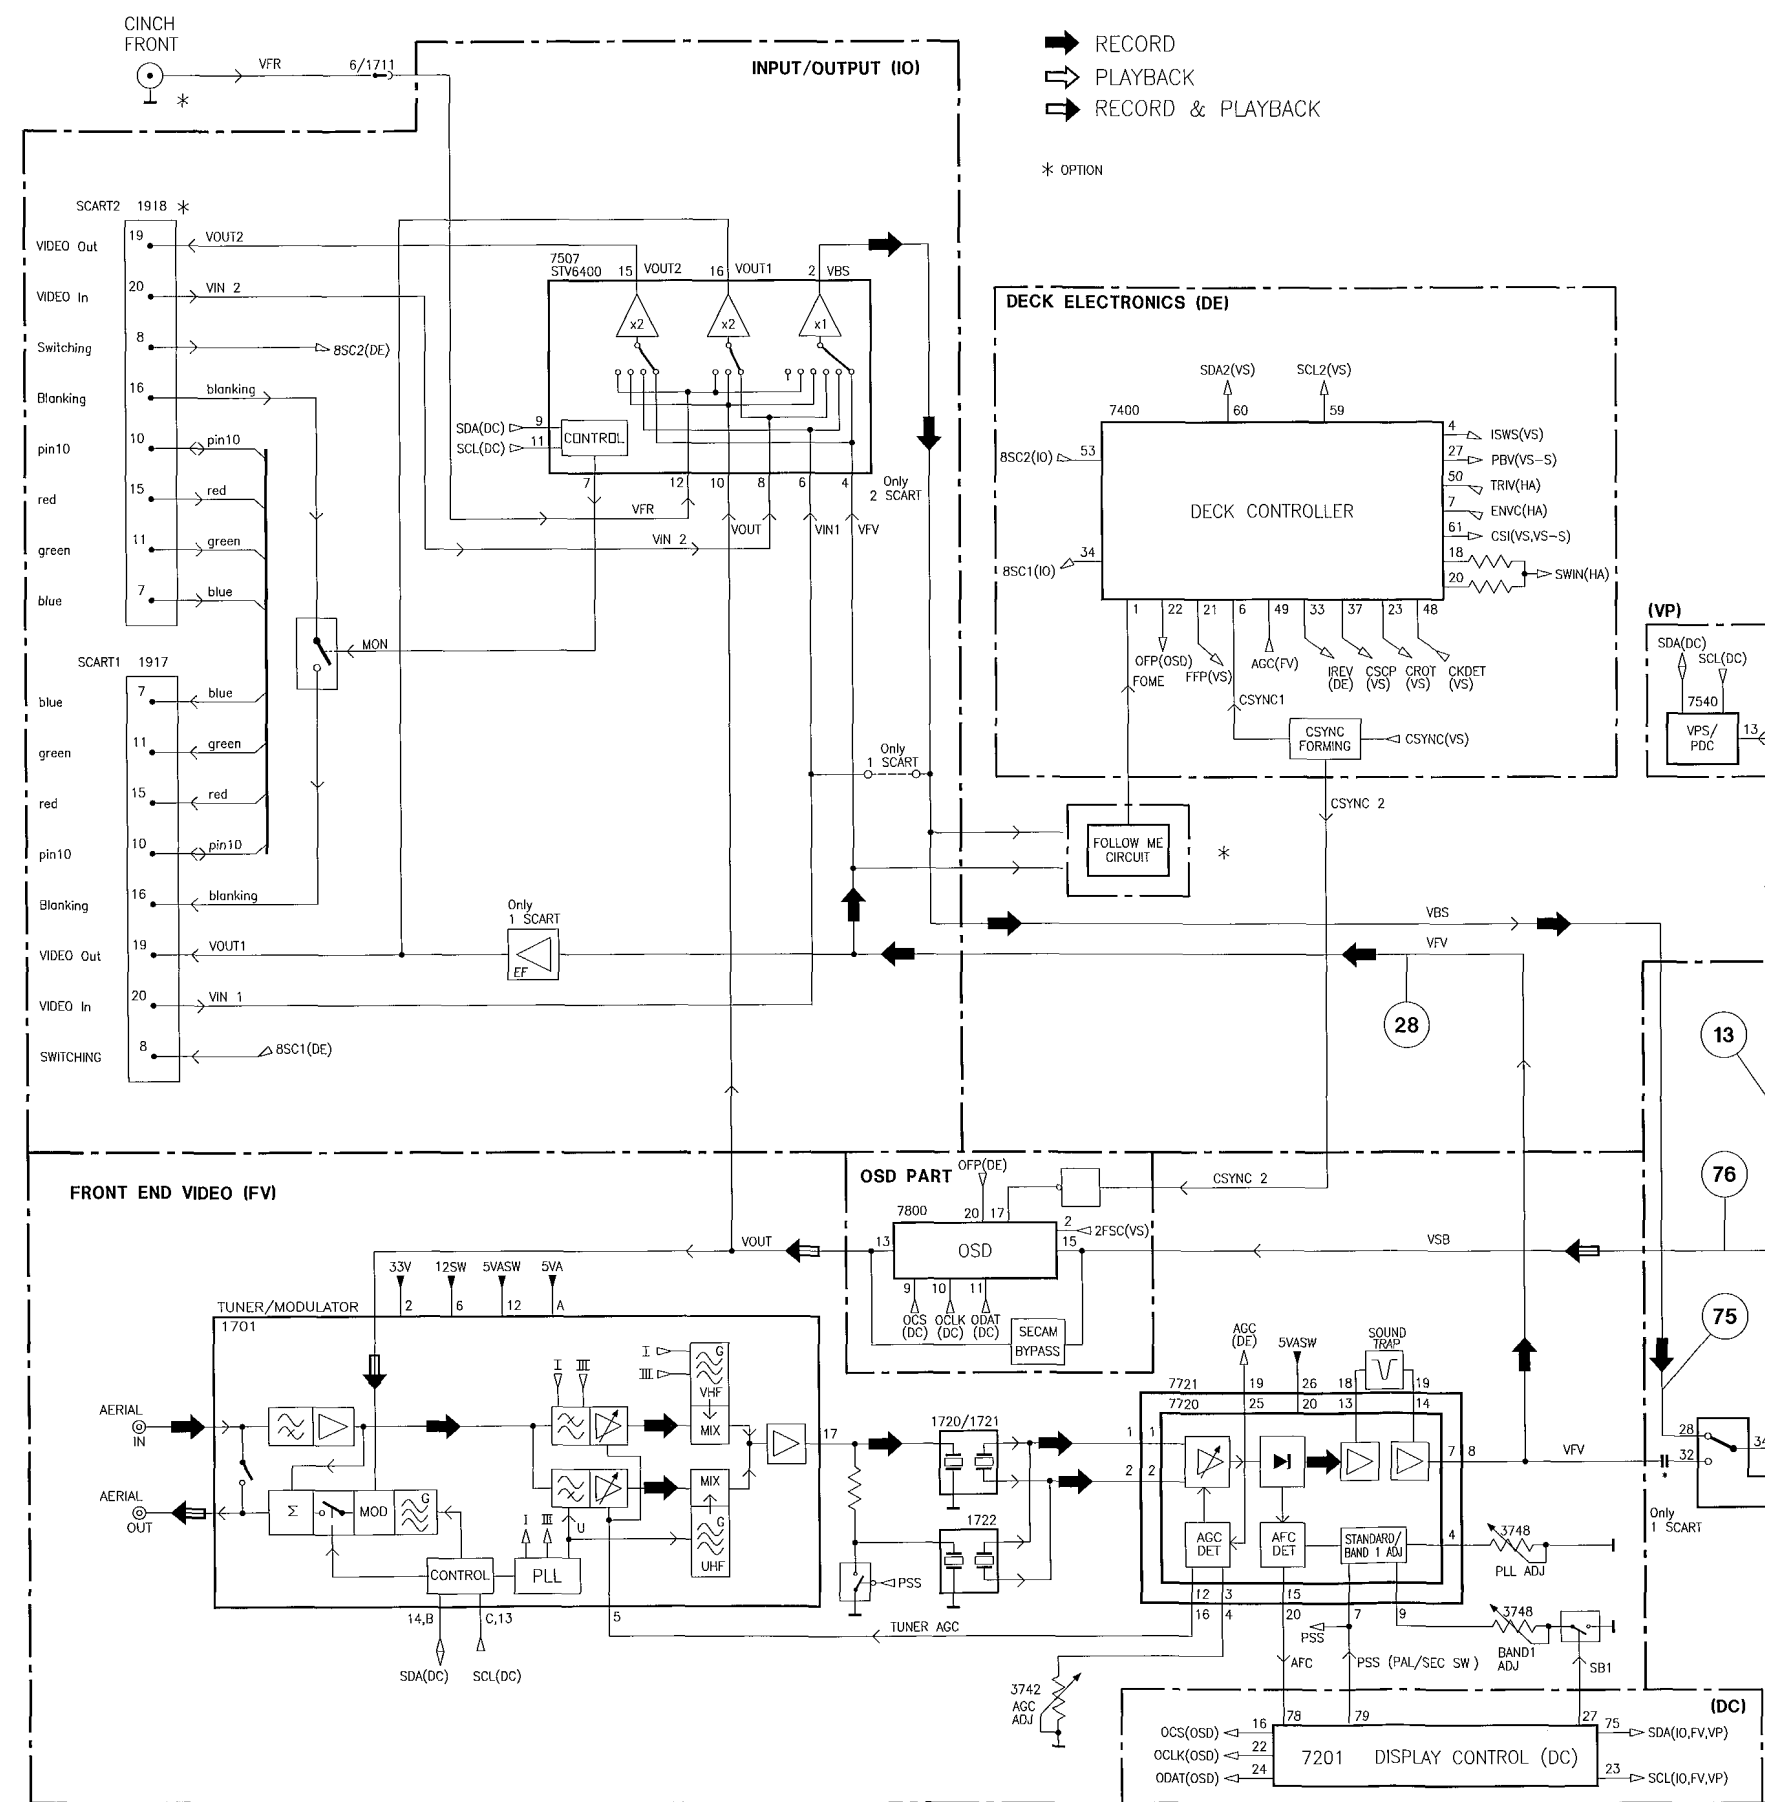 CINCH
FRONT
VFR
6/1711
*
INPUT/OUTPUT (IO)
RECORD
PLAYBACK
RECORD & PLAYBACK
* OPTION
SCART2 1918 *
VIDEO Out
19
VOUT2
VIDEO In
20
VIN 2
Switching
8
8SC2(DE)
Blanking
16
blanking
pin10
10
pin10
red
15
red
green
11
green
blue
7
blue
7507
STV6400
15 VOUT2
16 VOUT1
2 VBS
x2
x2
x1
SDA(DC)
9
SCL(DC)
11
CONTROL
7
12
10
8
6
4
Only
2 SCART
VFR
VIN 2
VOUT
VIN1
VFV
MON
SCART1 1917
blue
7
blue
green
11
green
red
15
red
pin10
10
pin10
Blanking
16
blanking
VIDEO Out
19
VOUT1
VIDEO In
20
VIN 1
SWITCHING
8
8SC1(DE)
Only
1 SCART
EF
Only
1 SCART
DECK ELECTRONICS (DE)
SDA2(VS)
SCL2(VS)
7400
60
59
DECK CONTROLLER
8SC2(IO)
53
8SC1(IO)
34
4
ISWS(VS)
27
PBV(VS-S)
50
TRIV(HA)
7
ENVC(HA)
61
CSI(VS,VS-S)
18
20
SWIN(HA)
1
22
21
6
49
33
37
23
48
OFP(OSD)
FOME
FFP(VS)
AGC(FV)
IREV
(DE)
CSCP
(VS)
CROT
(VS)
CKDET
(VS)
CSYNC1
CSYNC
FORMING
CSYNC(VS)
CSYNC 2
FOLLOW ME
CIRCUIT
*
(VP)
SDA(DC)
SCL(DC)
7540
VPS/
PDC
13
VBS
VFV
28
13
76
75
FRONT END VIDEO (FV)
OSD PART
OFP(DE)
CSYNC 2
7800
20
17
2
2FSC(VS)
13
OSD
15
VOUT
VSB
9
10
11
OCS
(DC)
OCLK
(DC)
ODAT
(DC)
SECAM
BYPASS
33V
12SW
5VASW
5VA
2
6
12
A
TUNER/MODULATOR
1701
AERIAL
IN
AERIAL
OUT
Σ
MOD
G
CONTROL
PLL
I
III
I
III
I
III
U
G
VHF
MIX
MIX
G
UHF
17
14,B
C,13
5
SDA(DC)
SCL(DC)
TUNER AGC
1720/1721
1722
PSS
AGC
(DE)
5VASW
SOUND
TRAP
7721
7720
19
25
26
20
18
13
19
14
1
1
2
2
7
8
AGC
DET
AFC
DET
STANDARD/
BAND 1 ADJ
4
3748
PLL ADJ
12
3
15
16
4
20
7
9
PSS
AFC
PSS (PAL/SEC SW )
3748
BAND1
ADJ
SB1
3742
AGC
ADJ
VFV
28
32
34
*
Only
1 SCART
(DC)
OCS(OSD)
16
OCLK(OSD)
22
ODAT(OSD)
24
78
79
27
7201 DISPLAY CONTROL (DC)
75
SDA(IO,FV,VP)
23
SCL(IO,FV,VP)